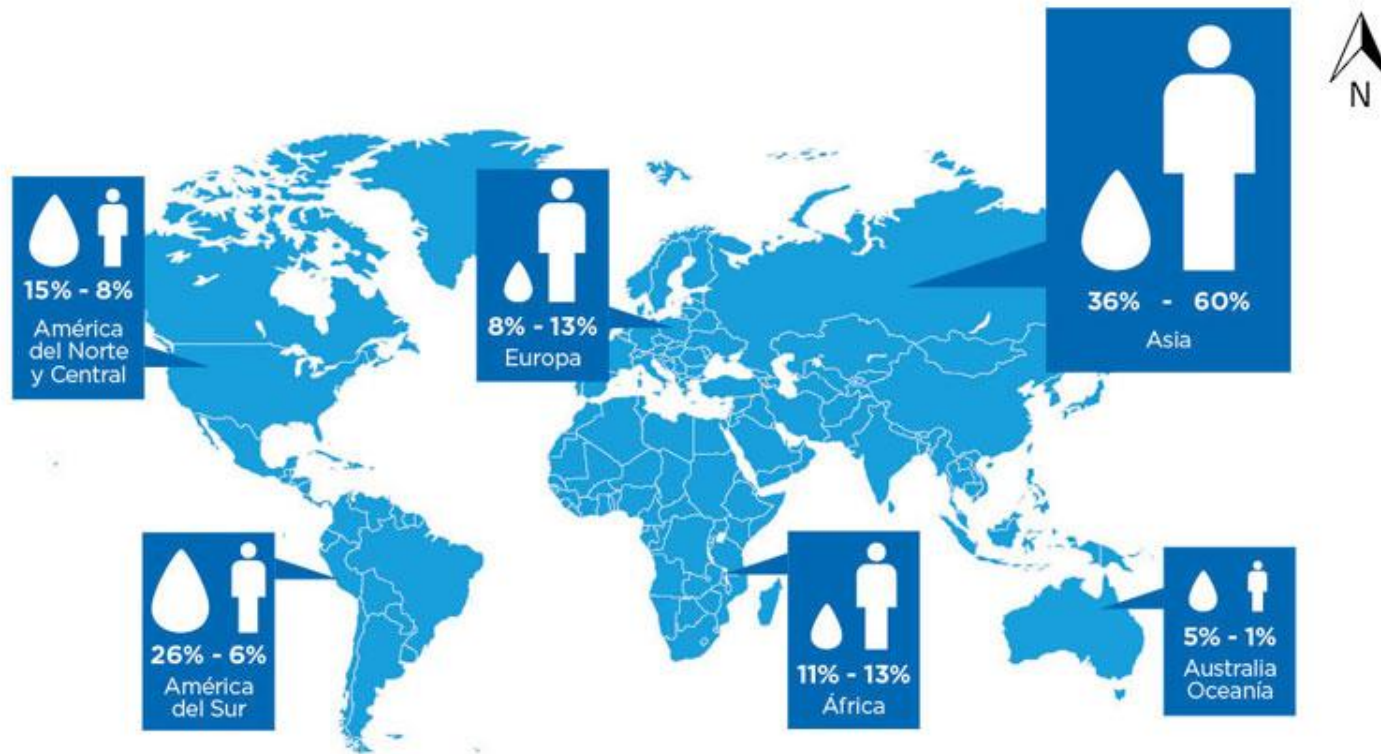 N
15% - 8%
América
del Norte
y Central
8% - 13%
Europa
36% - 60%
Asia
26% - 6%
América
del Sur
11% - 13%
África
5% - 1%
Australia
Oceanía